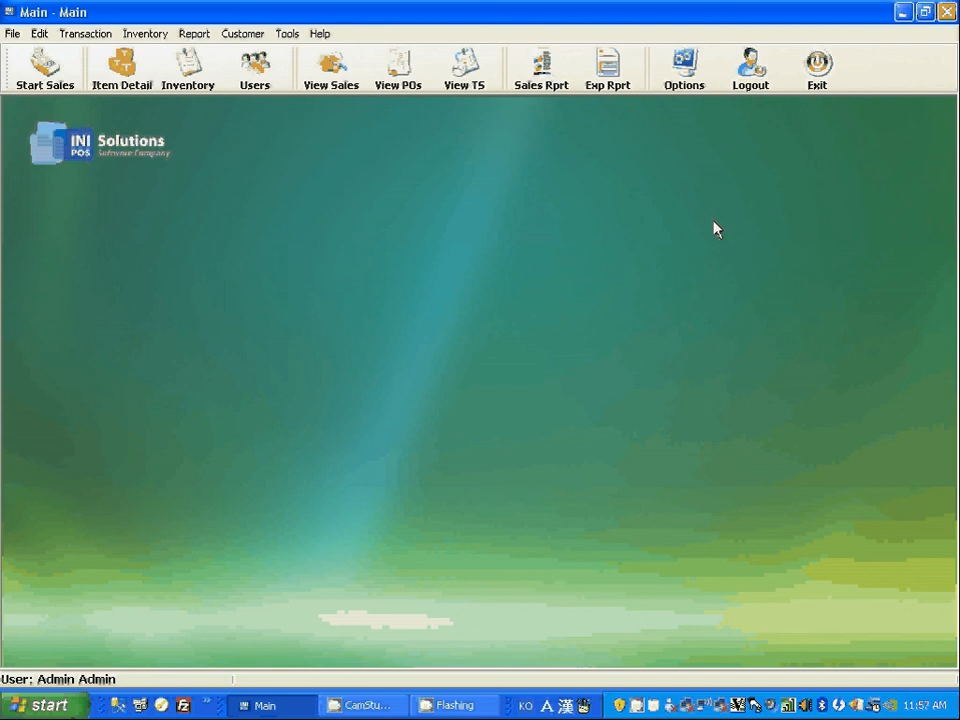 Main - Main
File Edit Transaction Inventory Report Customer Tools Help
Start Sales Item Detail Inventory Users View Sales View POs View TS Sales Rprt Exp Rprt Options Logout Exit
INI Solutions
POS Software Company
User: Admin Admin
start Main CamStu... Flashing KO A 漢 11:57 AM